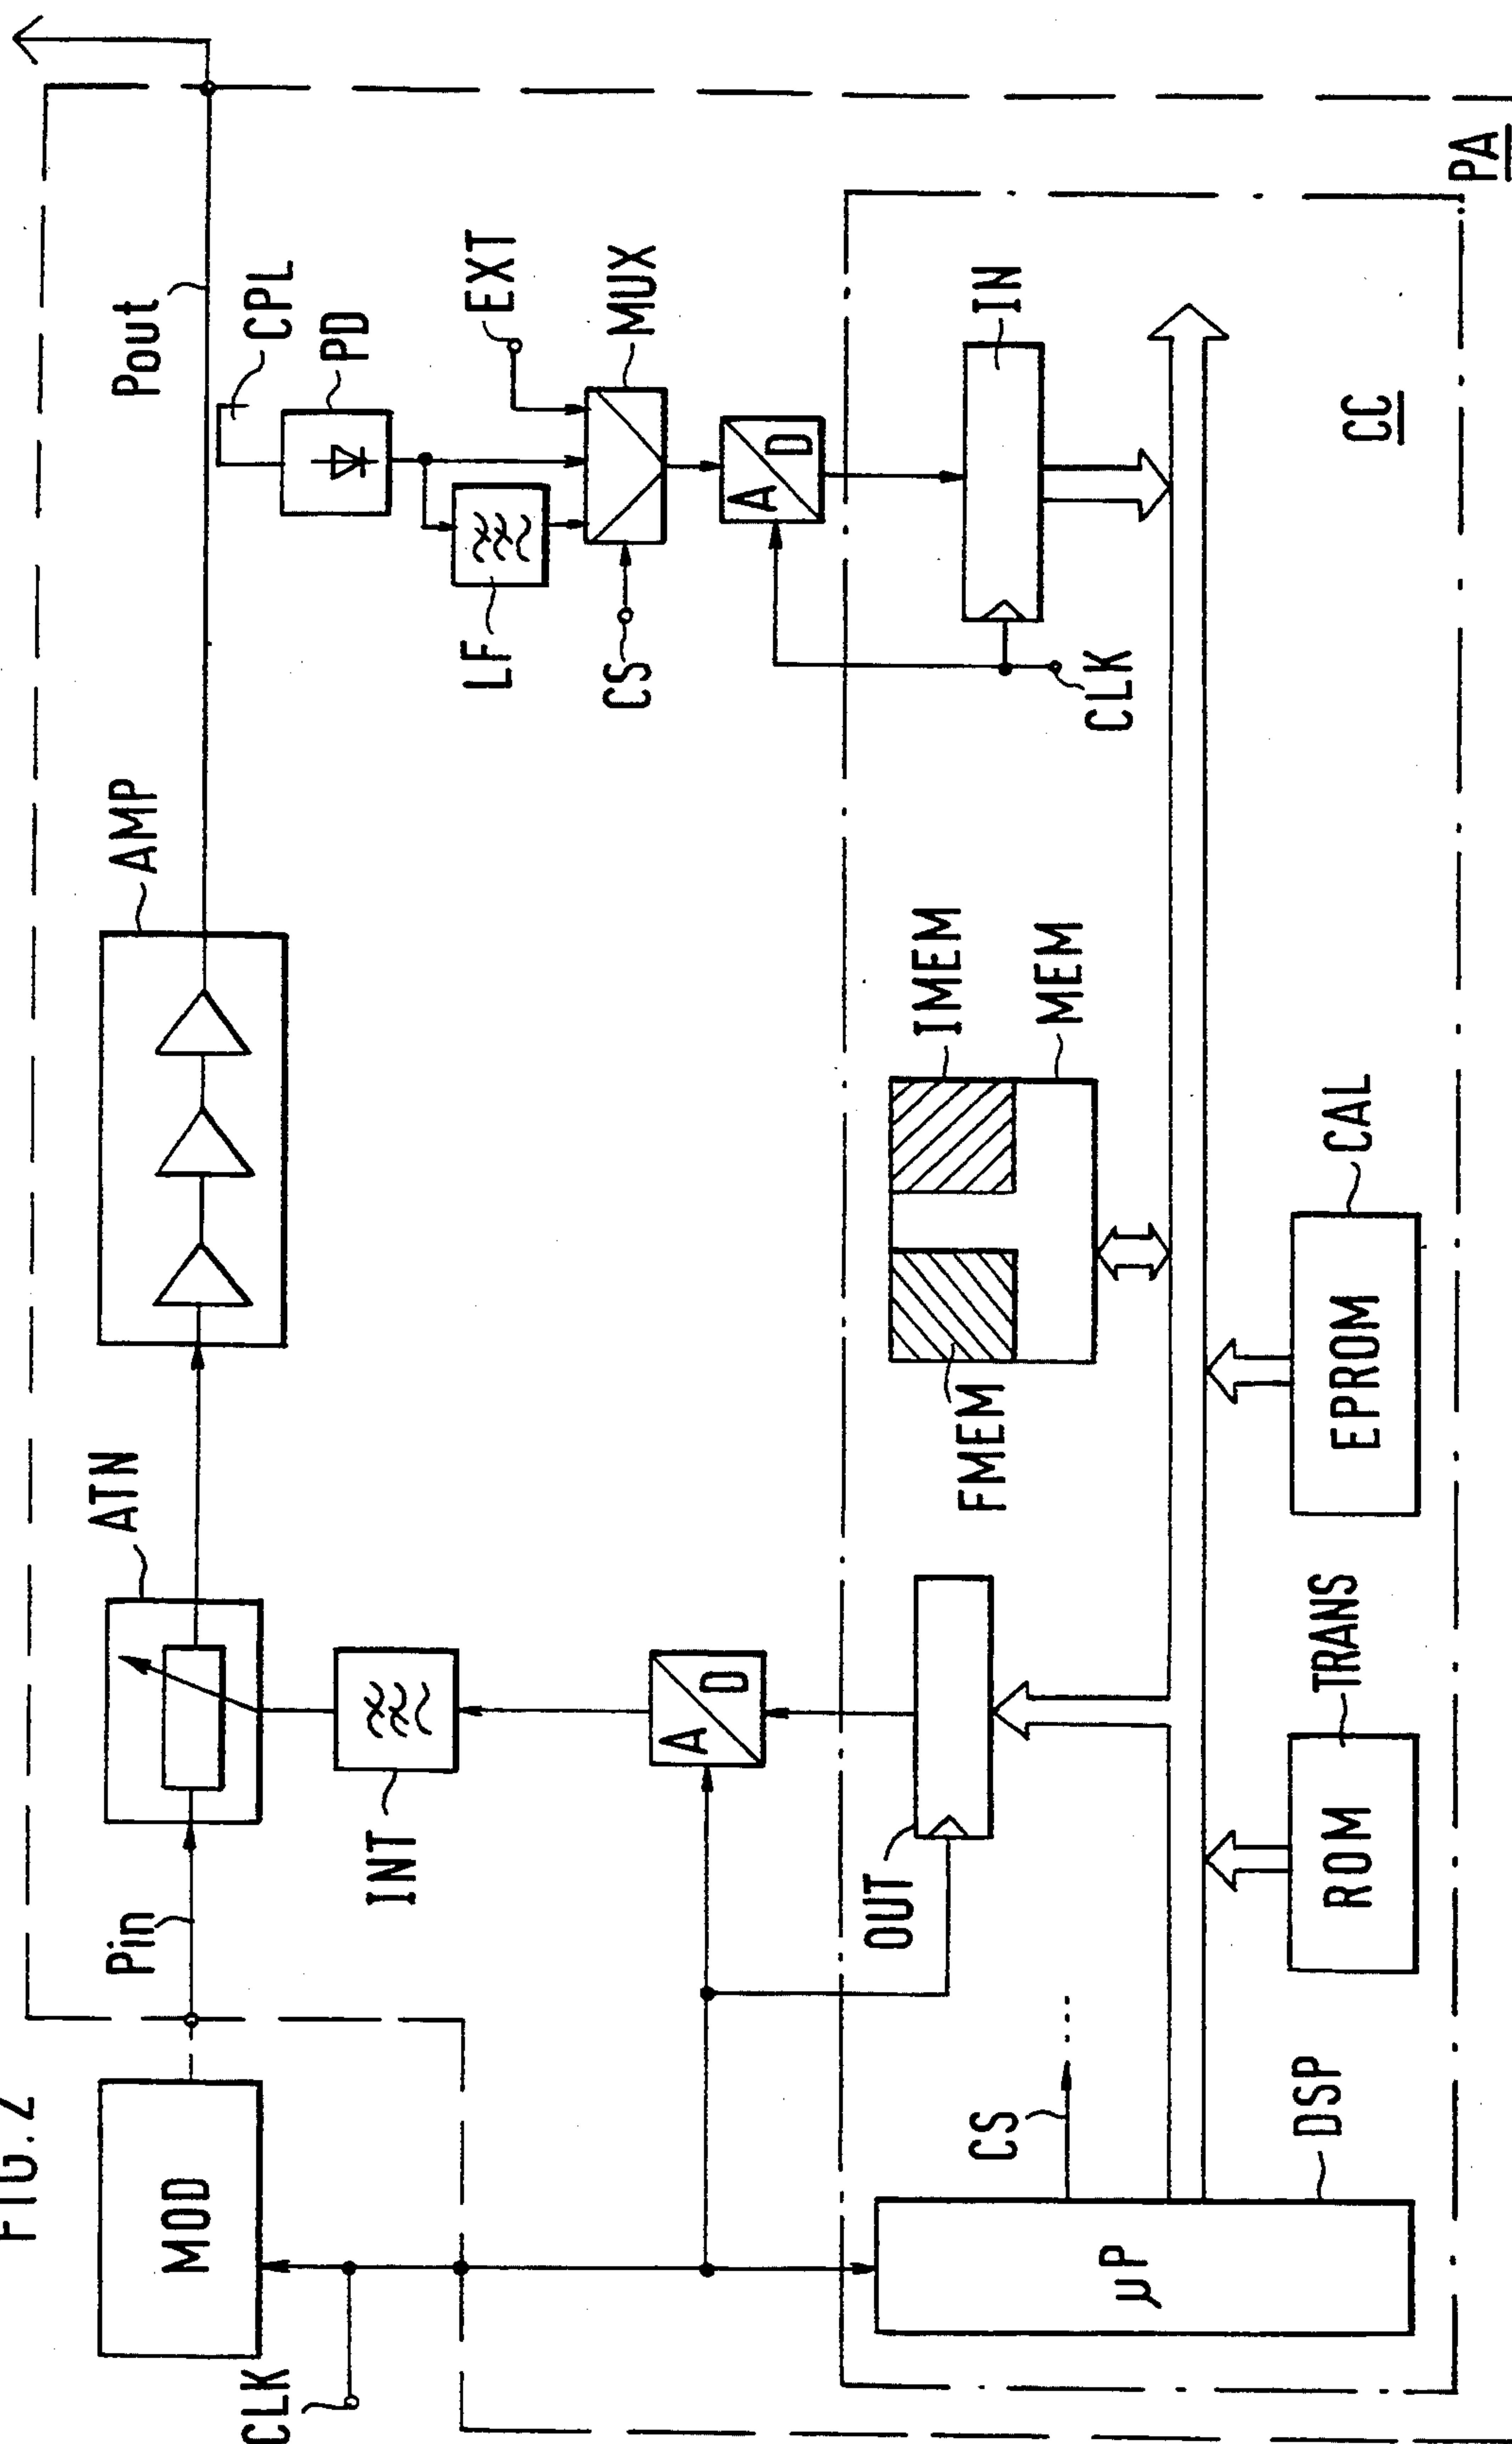 FIG. 2
MOD
CLK
Pin
ATN
AMP
Pout
CPL
PD
EXT
LF
CS
MUX
A
D
INT
A
D
IN
CLK
OUT
FMEM
IMEM
MEM
CS
µP
DSP
ROM
TRANS
EPROM
CAL
CC
PA